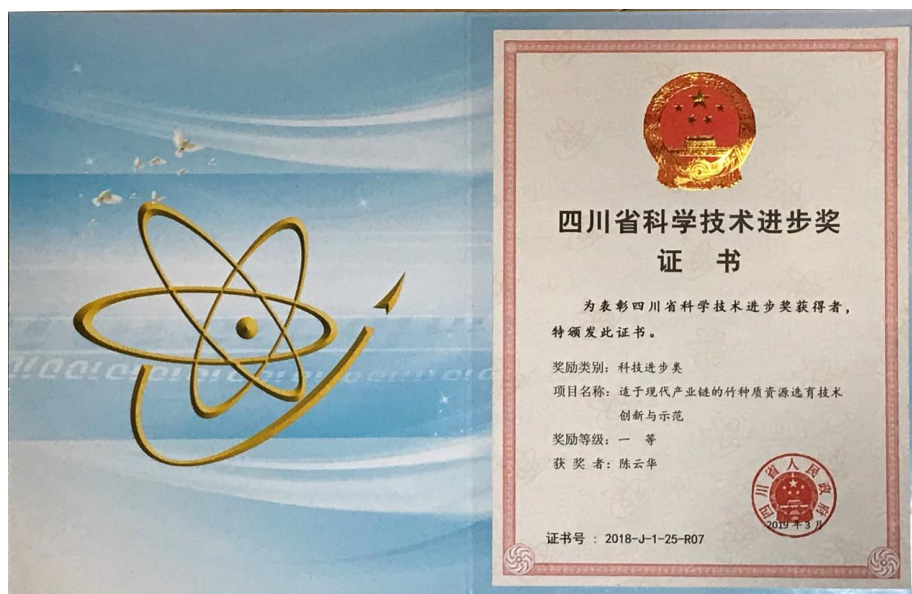 四川省科学技术进步奖
证 书
为表彰四川省科学技术进步奖获得者，
特颁发此证书。
奖励类别：科技进步类
项目名称：适于现代产业链的竹种质资源选育技术
创新与示范
奖励等级：一 等
获 奖 者：陈云华
四川省人民政府
2019 年 3 月
证书号 ：2018-J-1-25-R07